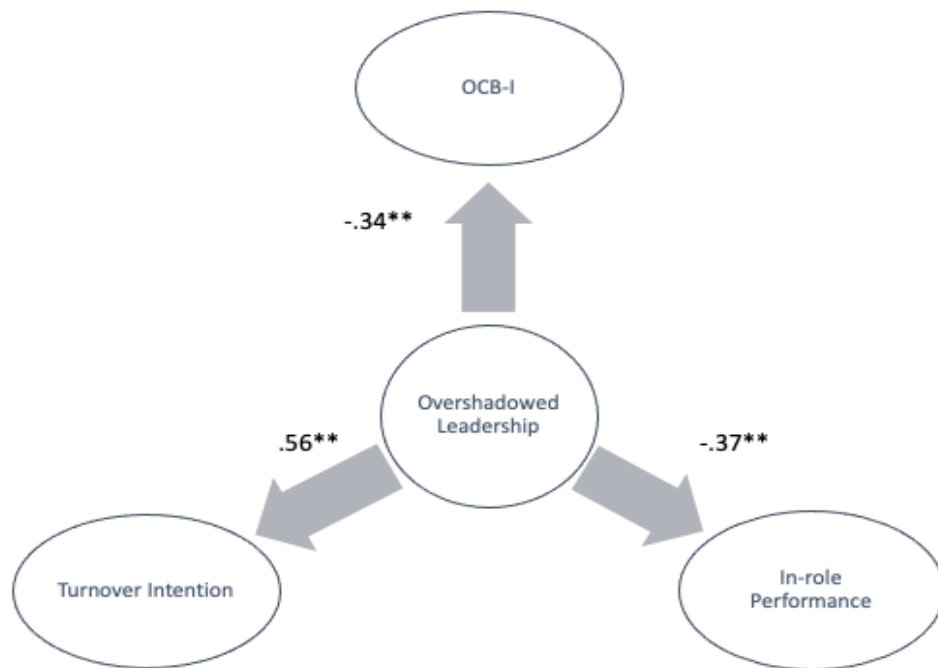 OCB-I
-.34**
Overshadowed
Leadership
.56**
-.37**
Turnover Intention
In-role
Performance